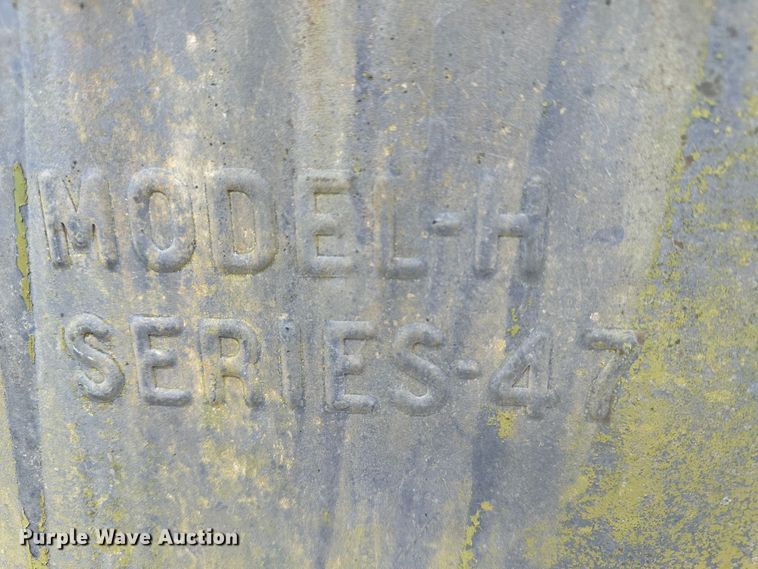 MODEL-H
SERIES-47
Purple Wave Auction